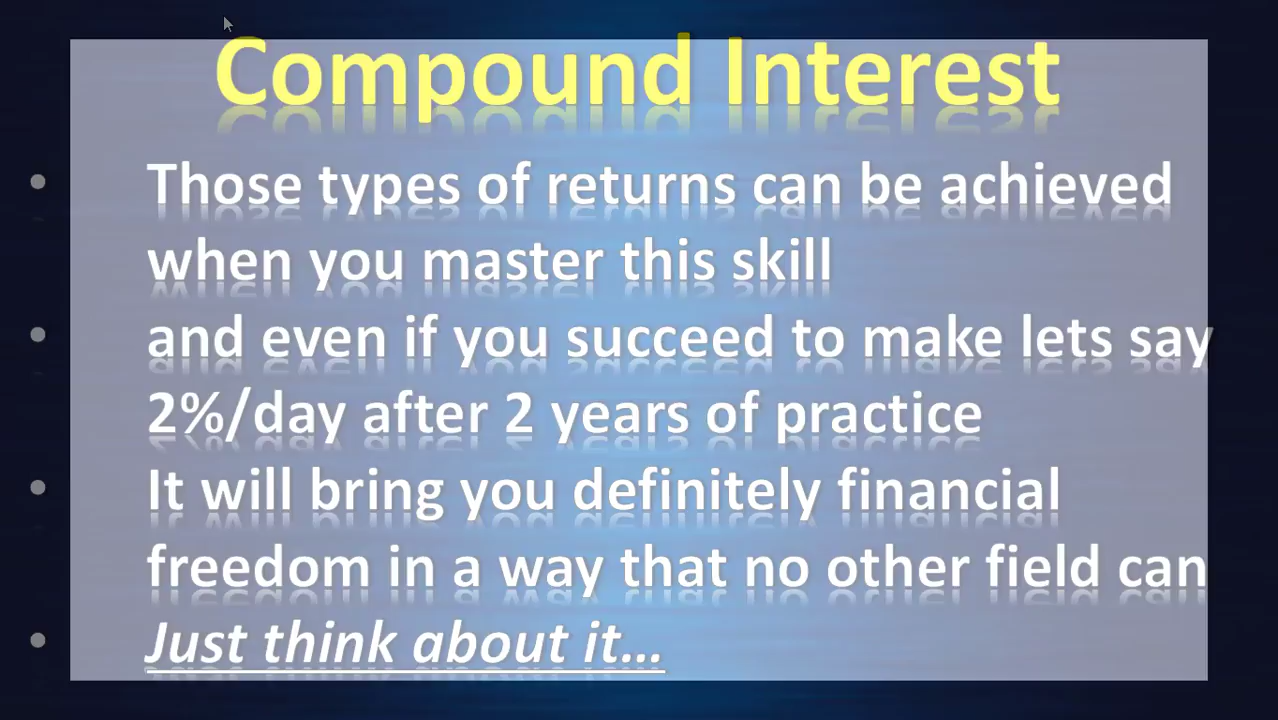 Compound Interest
• Those types of returns can be achieved
when you master this skill
• and even if you succeed to make lets say
2%/day after 2 years of practice
• It will bring you definitely financial
freedom in a way that no other field can
• Just think about it...